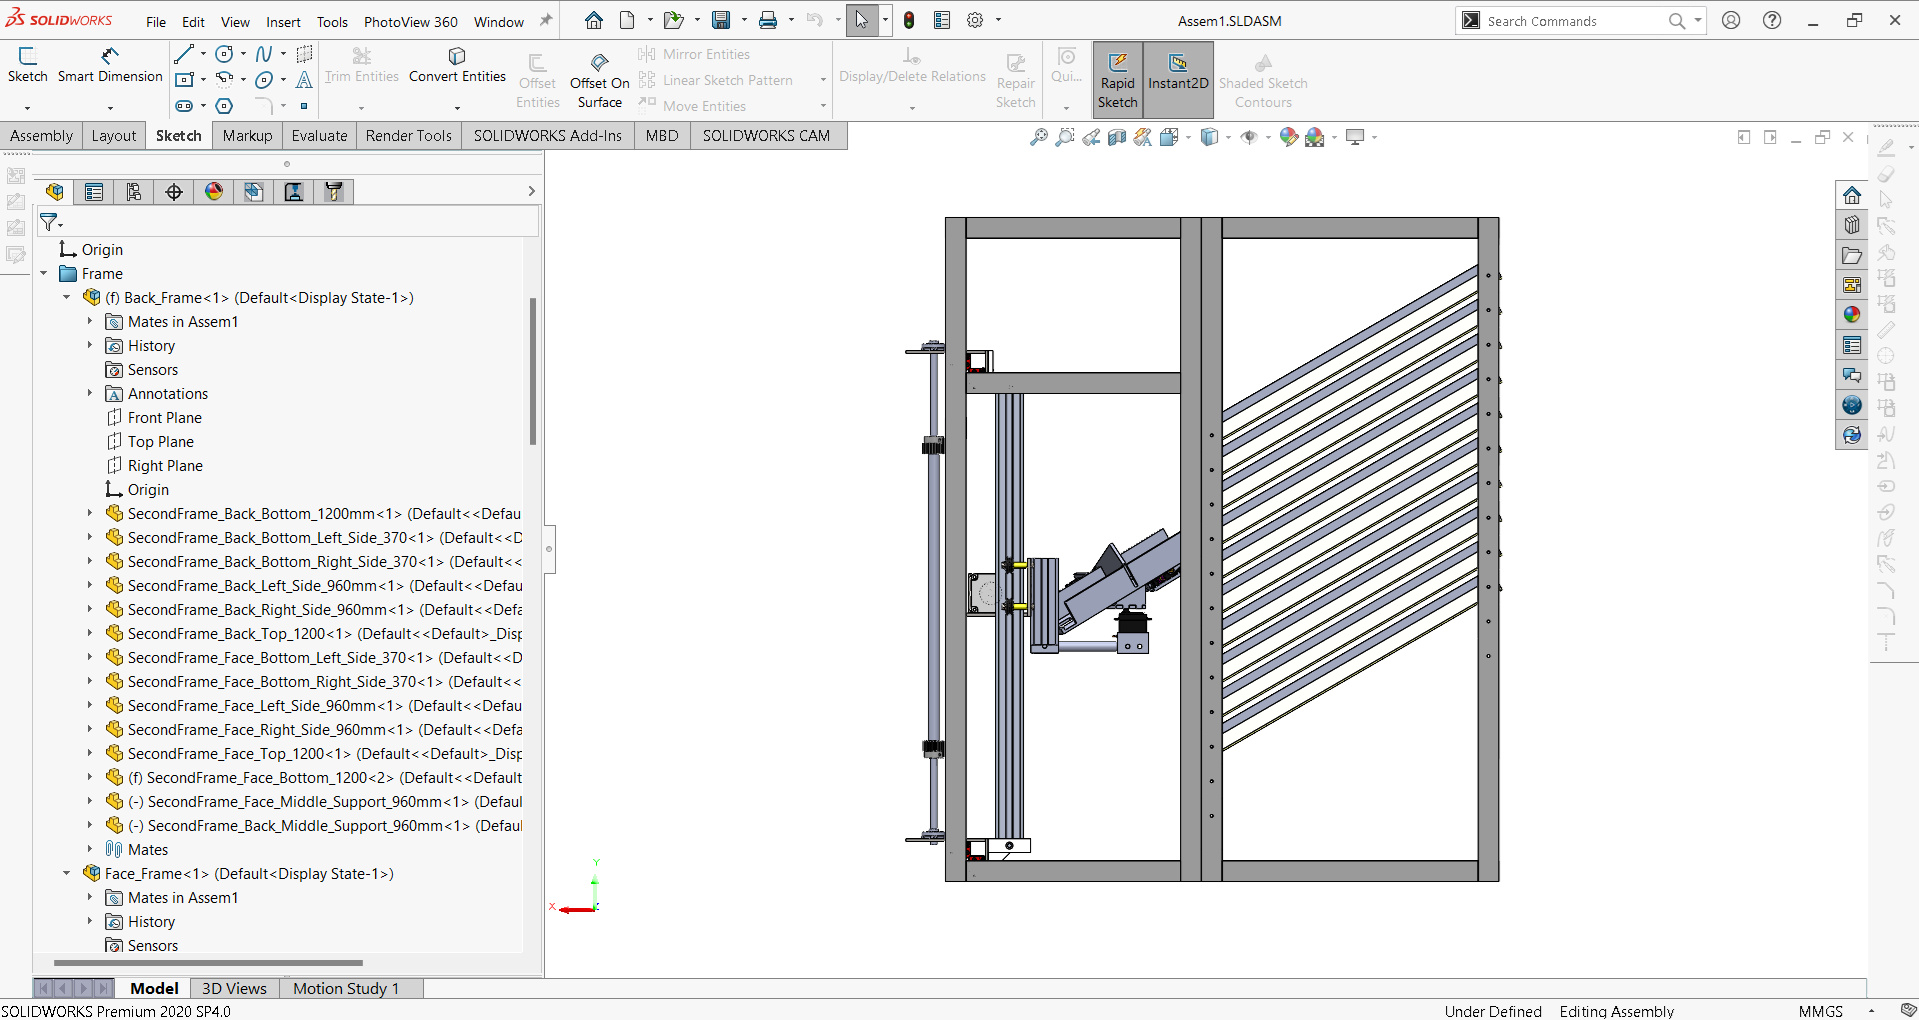 SOLIDWORKS File Edit View Insert Tools PhotoView 360 Window Assem1.SLDASM Search Commands
Sketch Smart Dimension Trim Entities Convert Entities Offset Entities Offset On Surface Mirror Entities Linear Sketch Pattern Move Entities Display/Delete Relations Repair Sketch Qui... Rapid Sketch Instant2D Shaded Sketch Contours
Assembly Layout Sketch Markup Evaluate Render Tools SOLIDWORKS Add-Ins MBD SOLIDWORKS CAM
Origin
Frame
(f) Back_Frame<1> (Default<Display State-1>)
Mates in Assem1
History
Sensors
Annotations
Front Plane
Top Plane
Right Plane
Origin
SecondFrame_Back_Bottom_1200mm<1> (Default<<Defau
SecondFrame_Back_Bottom_Left_Side_370<1> (Default<<D
SecondFrame_Back_Bottom_Right_Side_370<1> (Default<<
SecondFrame_Back_Left_Side_960mm<1> (Default<<Defau
SecondFrame_Back_Right_Side_960mm<1> (Default<<Defa
SecondFrame_Back_Top_1200<1> (Default<<Default>_Disp
SecondFrame_Face_Bottom_Left_Side_370<1> (Default<<D
SecondFrame_Face_Bottom_Right_Side_370<1> (Default<<
SecondFrame_Face_Left_Side_960mm<1> (Default<<Defau
SecondFrame_Face_Right_Side_960mm<1> (Default<<Defa
SecondFrame_Face_Top_1200<1> (Default<<Default>_Disp
(f) SecondFrame_Face_Bottom_1200<2> (Default<<Default
(-) SecondFrame_Face_Middle_Support_960mm<1> (Defaul
(-) SecondFrame_Back_Middle_Support_960mm<1> (Defaul
Mates
Face_Frame<1> (Default<Display State-1>)
Mates in Assem1
History
Sensors
Y
X
Model 3D Views Motion Study 1
SOLIDWORKS Premium 2020 SP4.0 Under Defined Editing Assembly MMGS